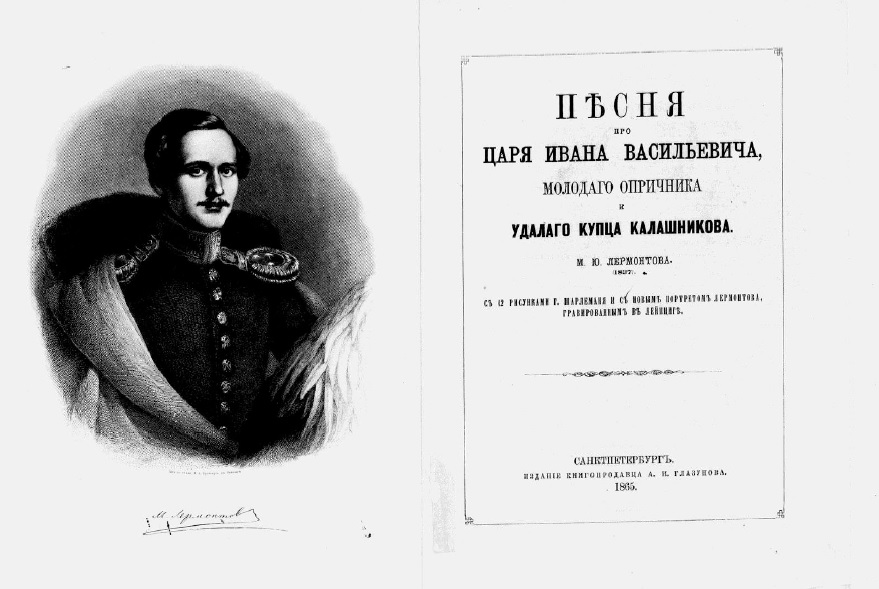 М. Лермонтов
ПѢСНЯ
ПРО
ЦАРЯ ИВАНА ВАСИЛЬЕВИЧА,
МОЛОДАГО ОПРИЧНИКА
И
УДАЛАГО КУПЦА КАЛАШНИКОВА.
М. Ю. ЛЕРМОНТОВА.
(1837).
СЪ 12 РИСУНКАМИ Г. ШАРЛЕМАНЯ И СЪ НОВЫМЪ ПОРТРЕТОМЪ ЛЕРМОНТОВА,
ГРАВИРОВАННЫМЪ ВЪ ЛЕЙПЦИГѢ.
САНКТПЕТЕРБУРГЪ.
ИЗДАНІЕ КНИГОПРОДАВЦА А. И. ГЛАЗУНОВА.
1865.